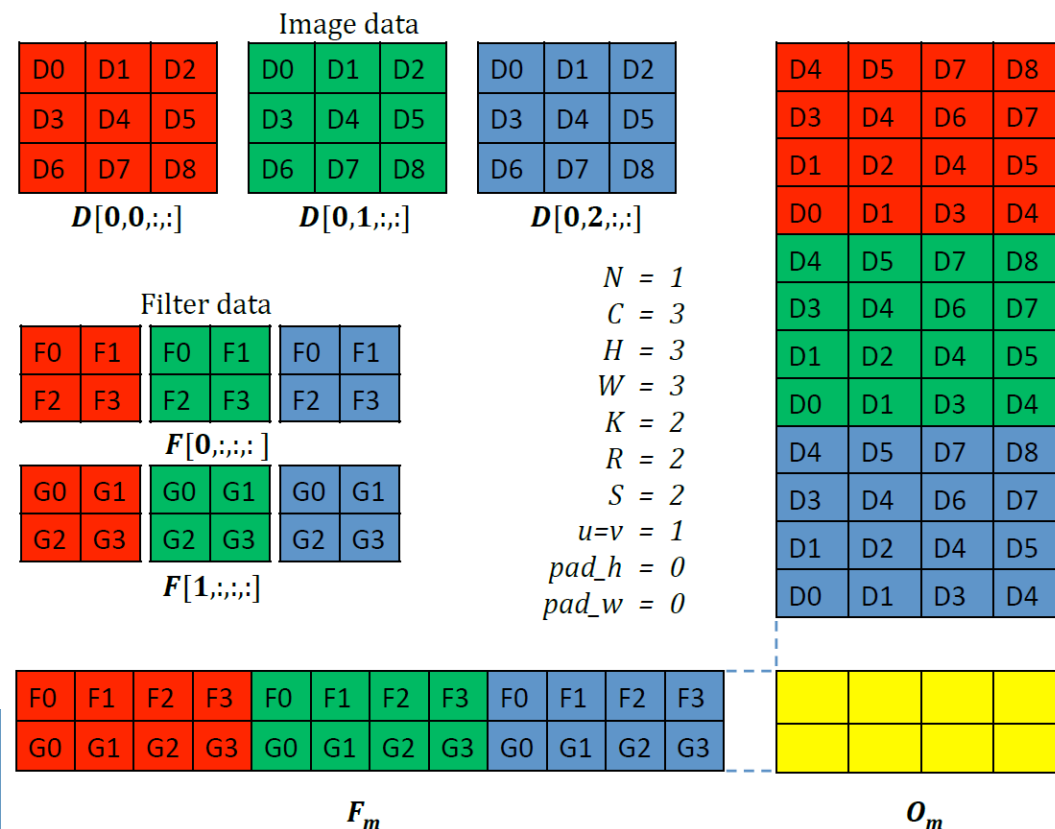 Image data
D0 D1 D2 D0 D1 D2 D0 D1 D2
D3 D4 D5 D3 D4 D5 D3 D4 D5
D6 D7 D8 D6 D7 D8 D6 D7 D8
D[0,0,:,:] D[0,1,:,:] D[0,2,:,:]
Filter data
F0 F1 F0 F1 F0 F1
F2 F3 F2 F3 F2 F3
F[0,:,:,: ]
G0 G1 G0 G1 G0 G1
G2 G3 G2 G3 G2 G3
F[1,:,:,:]
N = 1
C = 3
H = 3
W = 3
K = 2
R = 2
S = 2
u=v = 1
pad_h = 0
pad_w = 0
D4 D5 D7 D8
D3 D4 D6 D7
D1 D2 D4 D5
D0 D1 D3 D4
D4 D5 D7 D8
D3 D4 D6 D7
D1 D2 D4 D5
D0 D1 D3 D4
D4 D5 D7 D8
D3 D4 D6 D7
D1 D2 D4 D5
D0 D1 D3 D4
F0 F1 F2 F3 F0 F1 F2 F3 F0 F1 F2 F3
G0 G1 G2 G3 G0 G1 G2 G3 G0 G1 G2 G3
Fm
Om